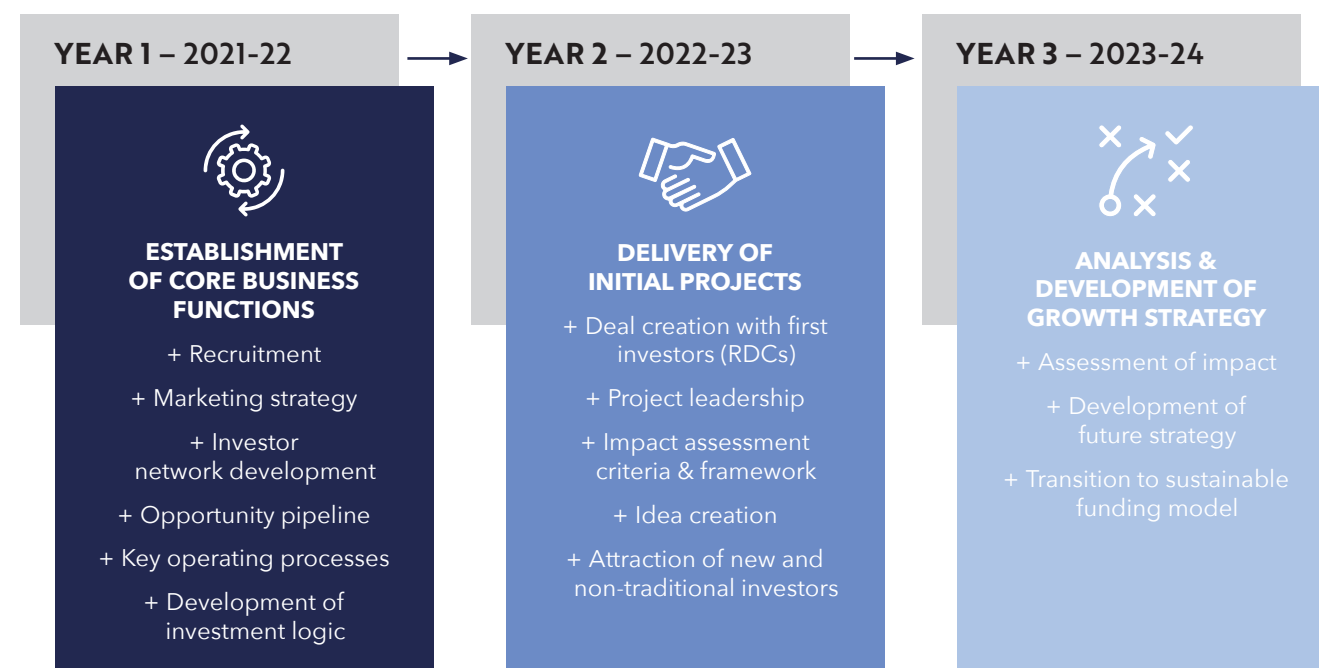 YEAR 1 – 2021-22
ESTABLISHMENT
OF CORE BUSINESS
FUNCTIONS
+ Recruitment
+ Marketing strategy
+ Investor
network development
+ Opportunity pipeline
+ Key operating processes
+ Development of
investment logic
YEAR 2 – 2022-23
DELIVERY OF
INITIAL PROJECTS
+ Deal creation with first
investors (RDCs)
+ Project leadership
+ Impact assessment
criteria & framework
+ Idea creation
+ Attraction of new and
non-traditional investors
YEAR 3 – 2023-24
ANALYSIS &
DEVELOPMENT OF
GROWTH STRATEGY
+ Assessment of impact
+ Development of
future strategy
+ Transition to sustainable
funding model